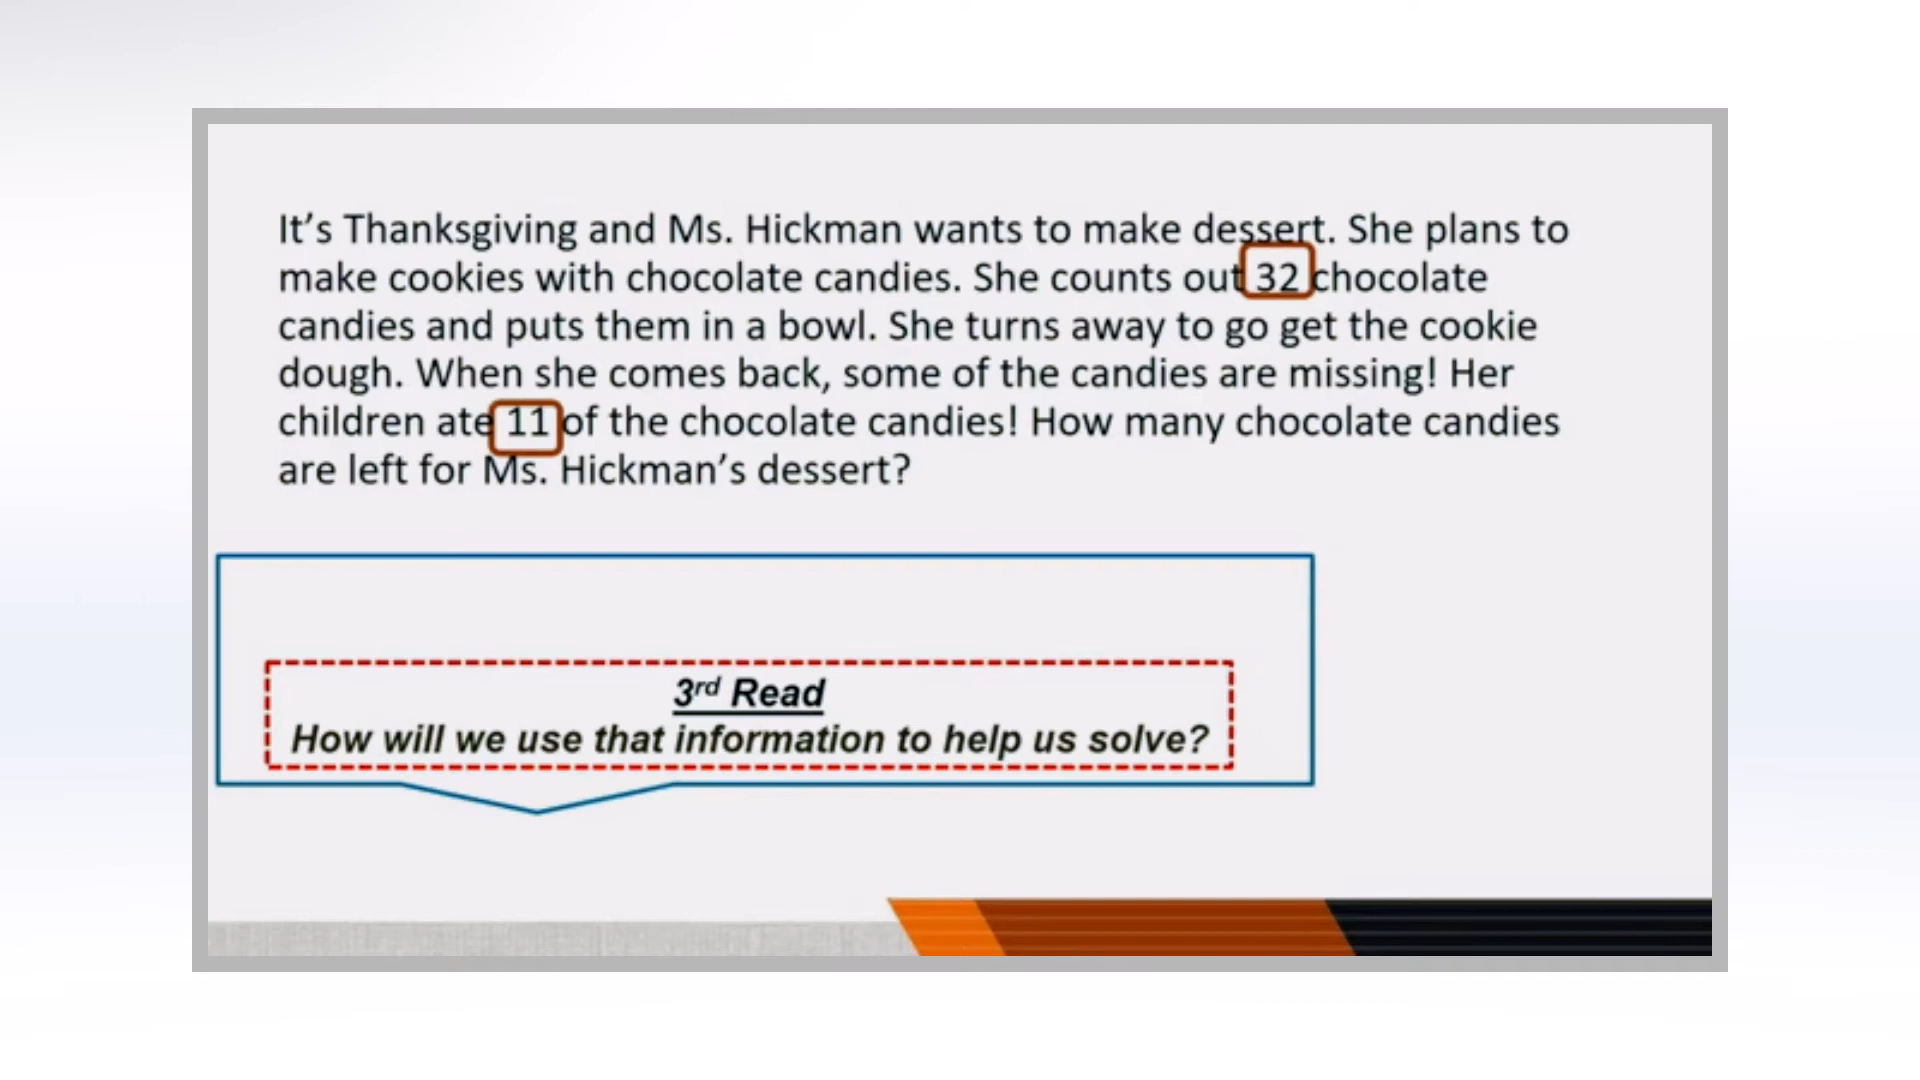 It’s Thanksgiving and Ms. Hickman wants to make dessert. She plans to
make cookies with chocolate candies. She counts out 32 chocolate
candies and puts them in a bowl. She turns away to go get the cookie
dough. When she comes back, some of the candies are missing! Her
children ate 11 of the chocolate candies! How many chocolate candies
are left for Ms. Hickman’s dessert?
3rd Read
How will we use that information to help us solve?